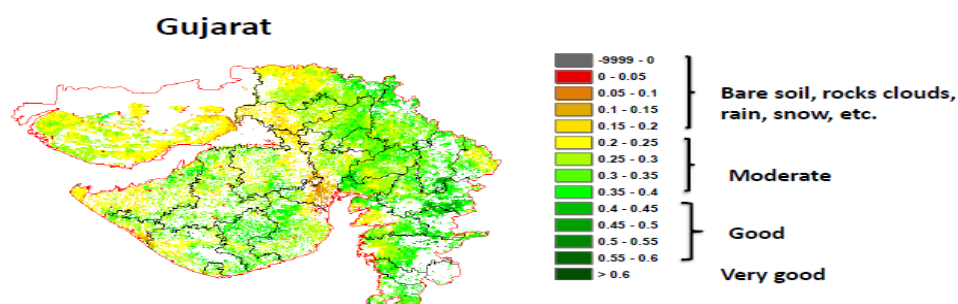 Gujarat
-9999 - 0
0 - 0.05
0.05 - 0.1
0.1 - 0.15
0.15 - 0.2
0.2 - 0.25
0.25 - 0.3
0.3 - 0.35
0.35 - 0.4
0.4 - 0.45
0.45 - 0.5
0.5 - 0.55
0.55 - 0.6
> 0.6
Bare soil, rocks clouds,
rain, snow, etc.
Moderate
Good
Very good